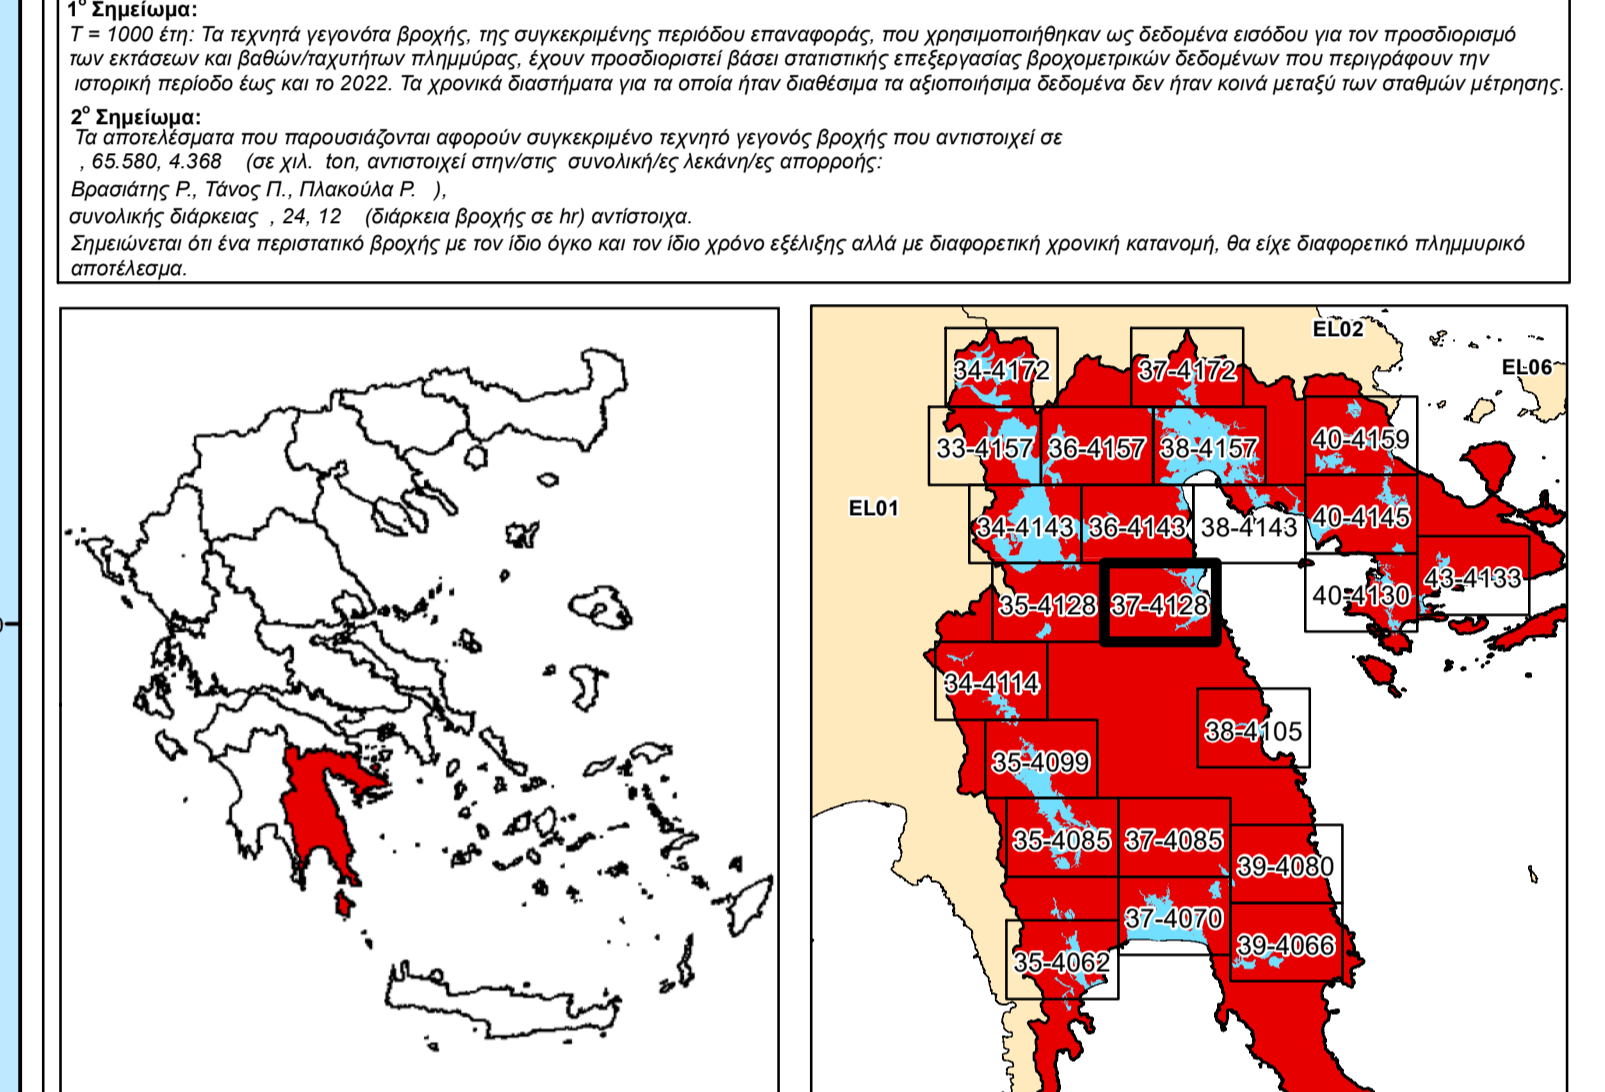 1ο Σημείωμα:
T = 1000 έτη: Τα τεχνητά γεγονότα βροχής, της συγκεκριμένης περιόδου επαναφοράς, που χρησιμοποιήθηκαν ως δεδομένα εισόδου για τον προσδιορισμό
των εκτάσεων και βαθών/ταχυτήτων πλημμύρας, έχουν προσδιοριστεί βάσει στατιστικής επεξεργασίας βροχομετρικών δεδομένων που περιγράφουν την
ιστορική περίοδο έως και το 2022. Τα χρονικά διαστήματα για τα οποία ήταν διαθέσιμα τα αξιοποιήσιμα δεδομένα δεν ήταν κοινά μεταξύ των σταθμών μέτρησης.
2ο Σημείωμα:
Τα αποτελέσματα που παρουσιάζονται αφορούν συγκεκριμένο τεχνητό γεγονός βροχής που αντιστοιχεί σε
, 65.580, 4.368 (σε χιλ. ton, αντιστοιχεί στην/στις συνολική/ες λεκάνη/ες απορροής:
Βρασιάτης Ρ., Τάνος Π., Πλακούλα Ρ. ),
συνολικής διάρκειας , 24, 12 (διάρκεια βροχής σε hr) αντίστοιχα.
Σημειώνεται ότι ένα περιστατικό βροχής με τον ίδιο όγκο και τον ίδιο χρόνο εξέλιξης αλλά με διαφορετική χρονική κατανομή, θα είχε διαφορετικό πλημμυρικό
αποτέλεσμα.
EL02
34-4172
37-4172
EL06
33-4157
36-4157
38-4157
40-4159
EL01
34-4143
36-4143
38-4143
40-4145
35-4128
37-4128
40-4130
43-4133
34-4114
38-4105
35-4099
35-4085
37-4085
39-4080
37-4070
39-4066
35-4062